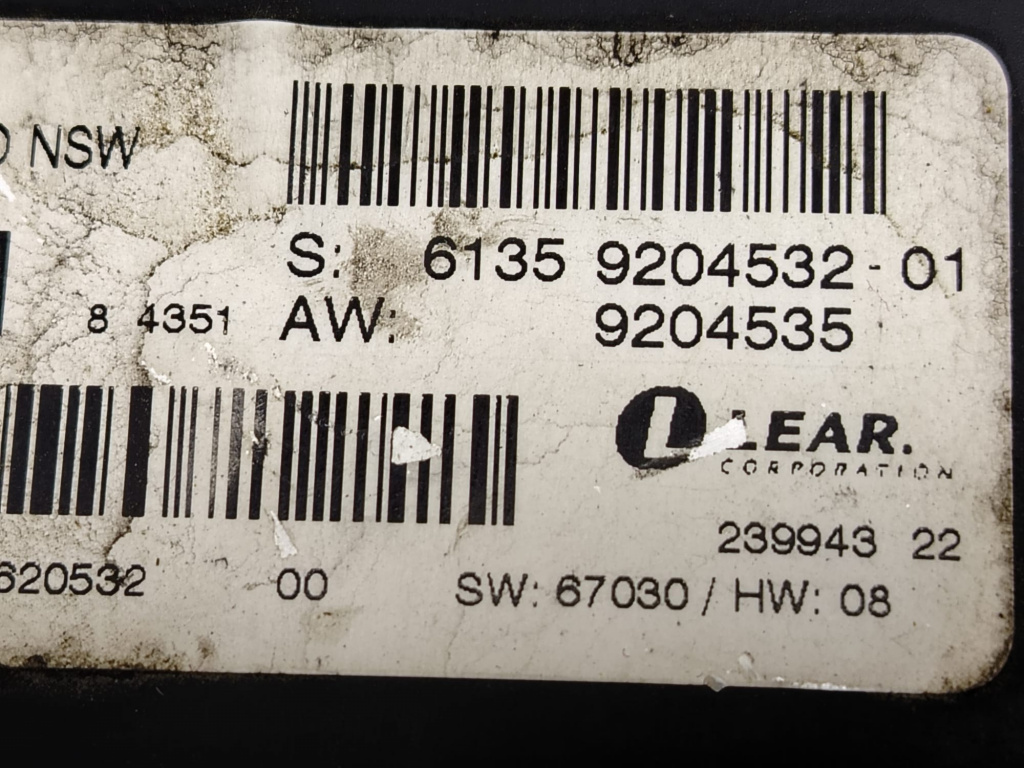 NSW
S: 6135 9204532-01
8 4351 AW: 9204535
LEAR.
CORPORATION
239943 22
620532 00 SW: 67030 / HW: 08